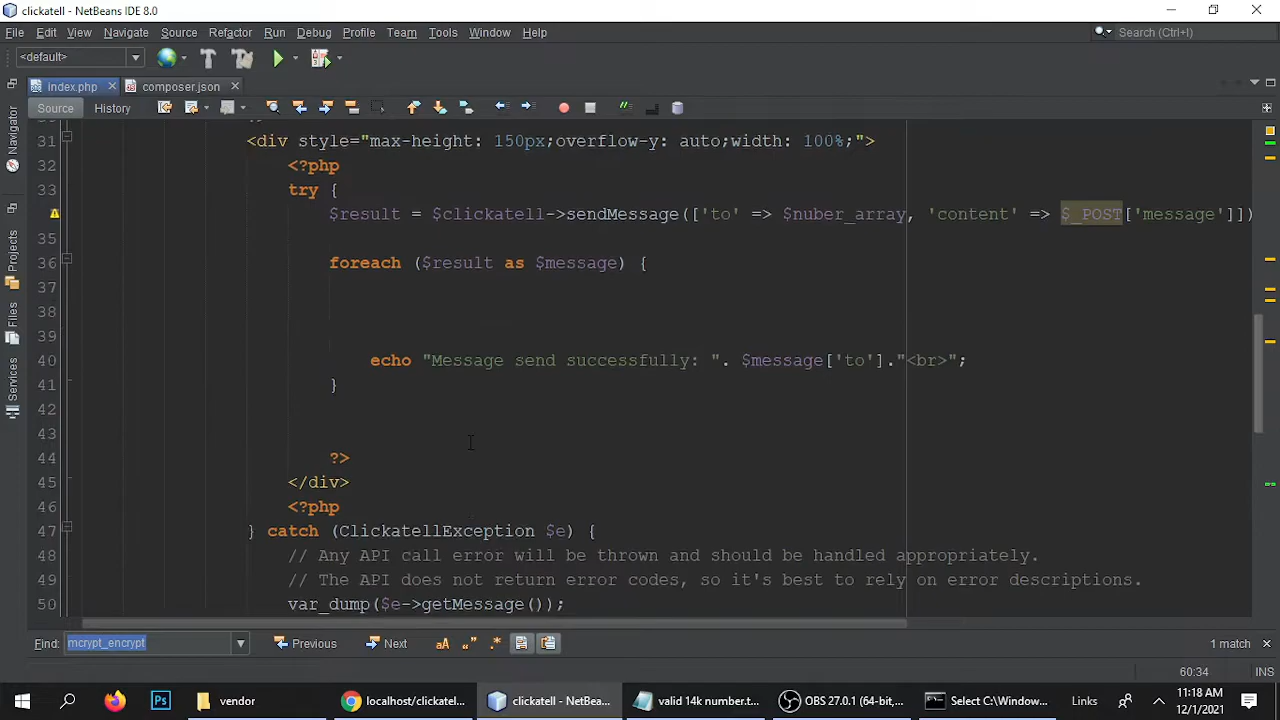 clickatell - NetBeans IDE 8.0
File Edit View Navigate Source Refactor Run Debug Profile Team Tools Window Help
Search (Ctrl+I)
<default>
Index.php composer.json
Source History
31 <div style="max-height: 150px;overflow-y: auto;width: 100%;">
32 <?php
33 try {
$result = $clickatell->sendMessage(['to' => $nuber_array, 'content' => $_POST['message']])
35
36 foreach ($result as $message) {
37
38
39
40 echo "Message send successfully: ". $message['to']."<br>";
41 }
42
43
44 ?>
45 </div>
46 <?php
47 } catch (ClickatellException $e) {
48 // Any API call error will be thrown and should be handled appropriately.
49 // The API does not return error codes, so it's best to rely on error descriptions.
50 var_dump($e->getMessage());
Navigator
Projects
Files
Services
Find: mcrypt_encrypt Previous Next 1 match
60:34 INS
vendor localhost/clickatel... clickatell - NetBea... valid 14k number.t... OBS 27.0.1 (64-bit,... Select C:\Window... Links 11:18 AM
12/1/2021